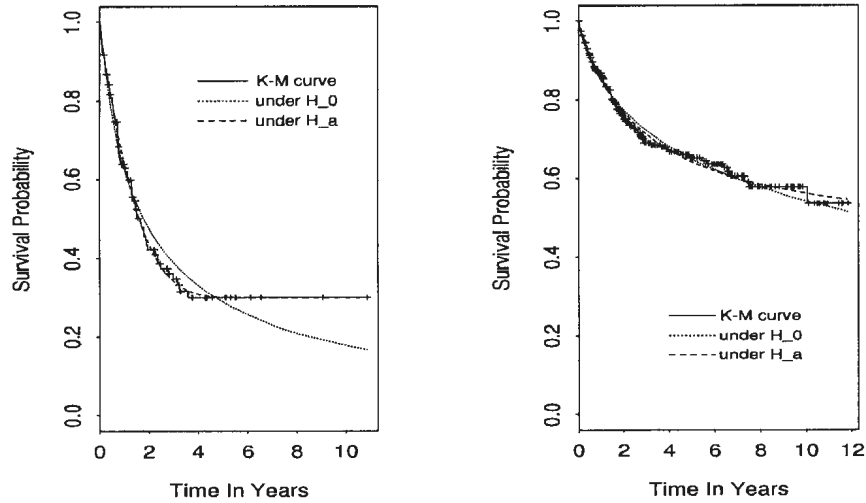 Survival Probability
1.0
0.8
0.6
0.4
0.2
0.0
K-M curve
under H_0
under H_a
0 2 4 6 8 10
Time In Years
Survival Probability
1.0
0.8
0.6
0.4
0.2
0.0
K-M curve
under H_0
under H_a
0 2 4 6 8 10 12
Time In Years